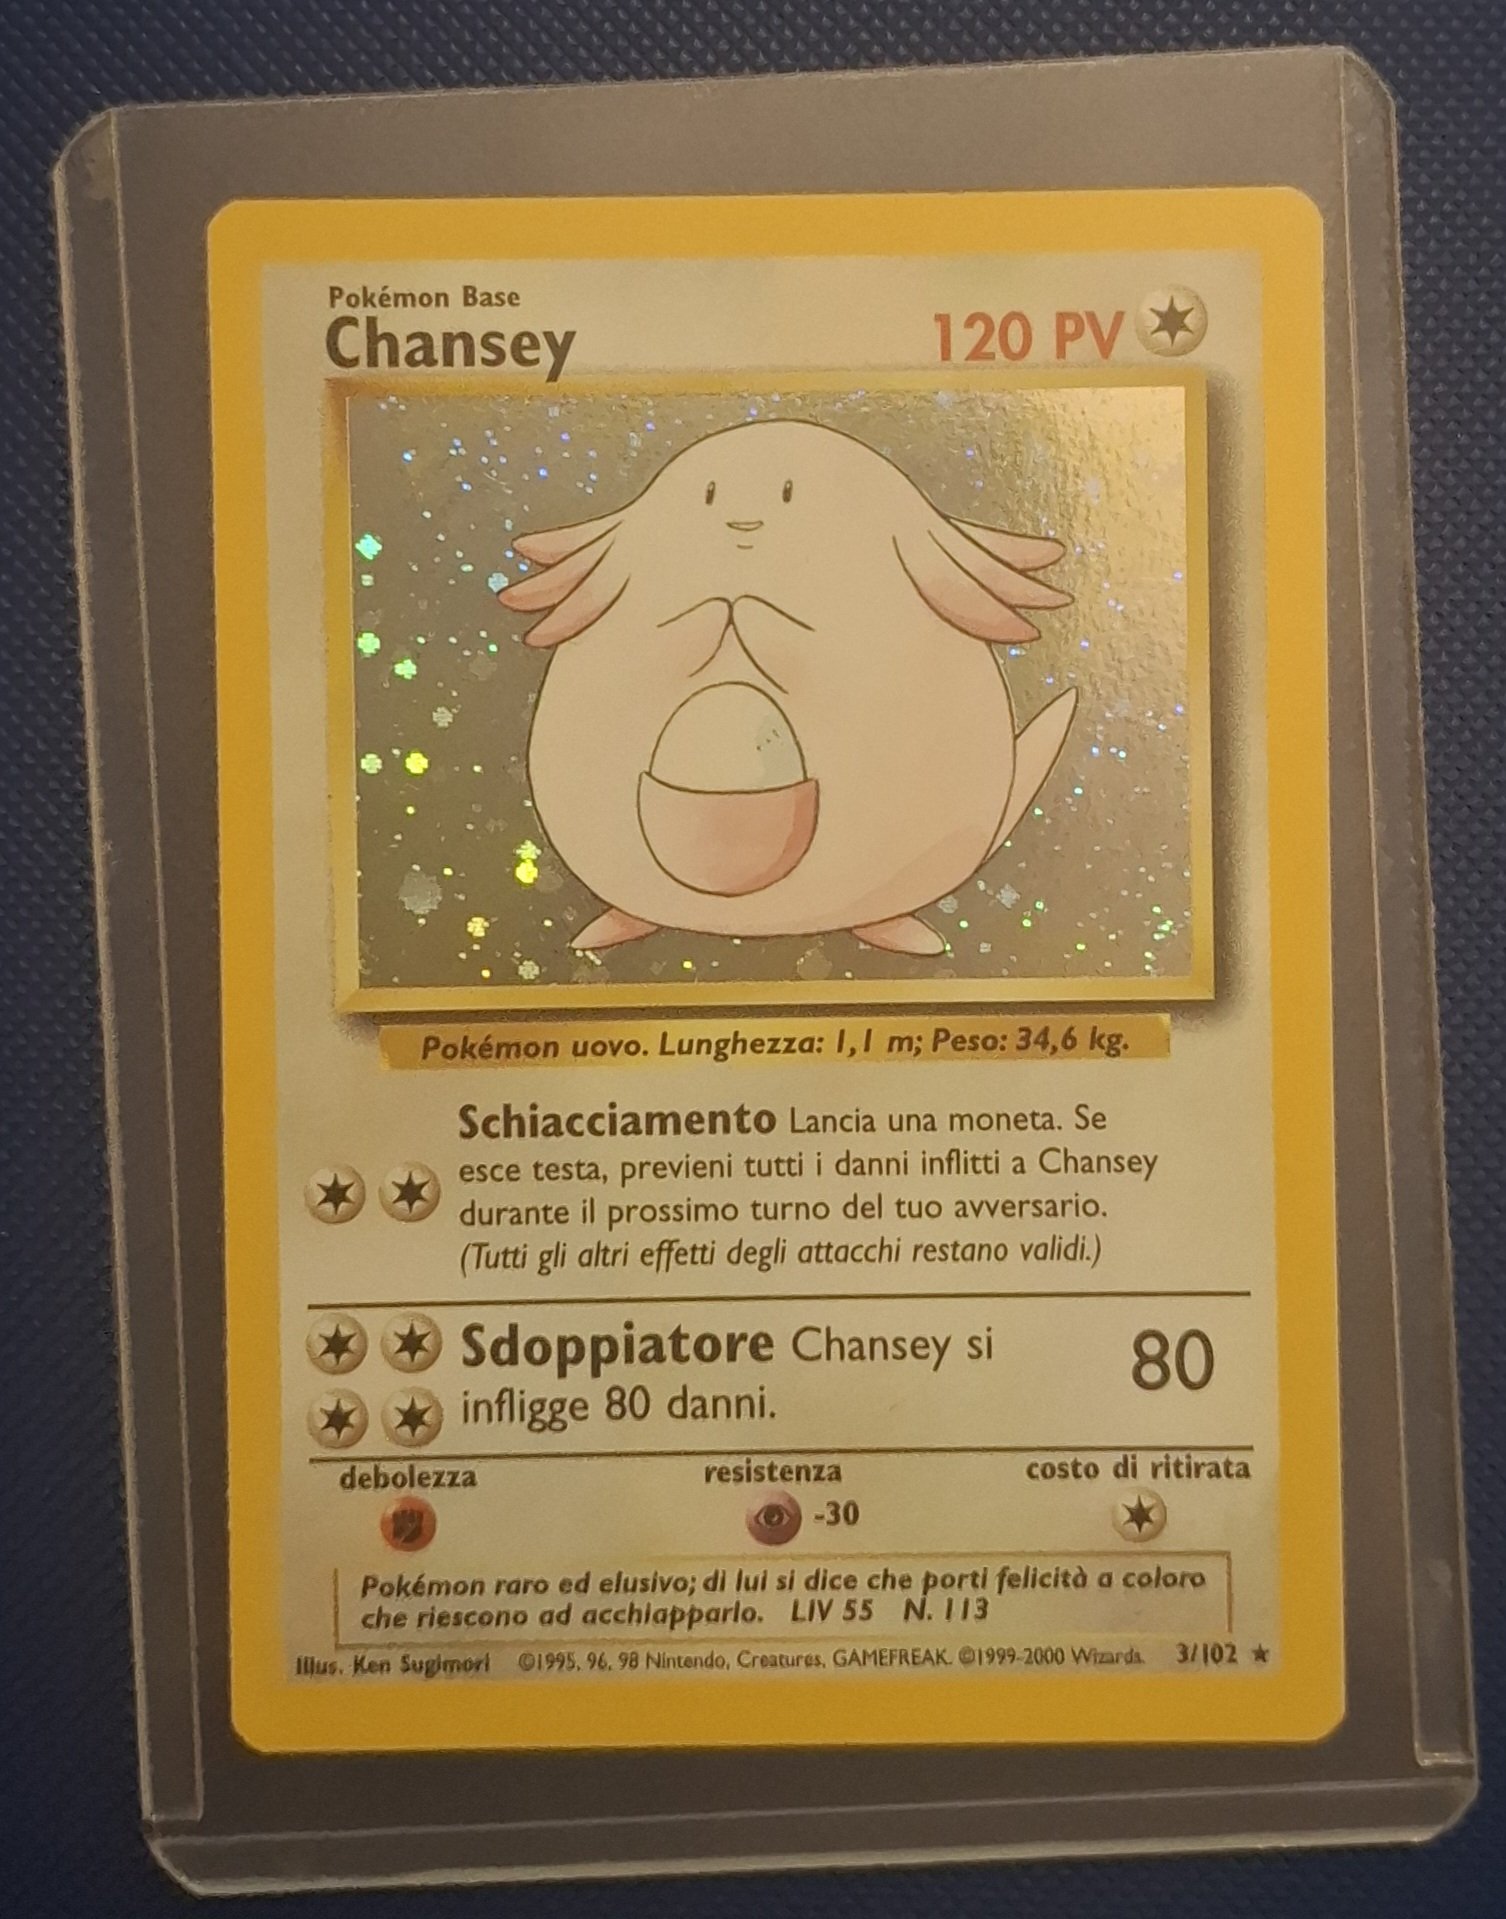 Pokémon Base
Chansey 120 PV
Pokémon uovo. Lunghezza: 1,1 m; Peso: 34,6 kg.
Schiacciamento Lancia una moneta. Se
esce testa, previeni tutti i danni inflitti a Chansey
durante il prossimo turno del tuo avversario.
(Tutti gli altri effetti degli attacchi restano validi.)
Sdoppiatore Chansey si 80
infligge 80 danni.
debolezza resistenza costo di ritirata
-30
Pokémon raro ed elusivo; di lui si dice che porti felicità a coloro
che riescono ad acchiapparlo. LIV 55 N. 113
Illus. Ken Sugimori ©1995, 96, 98 Nintendo, Creatures, GAMEFREAK. ©1999-2000 Wizards. 3/102 ★